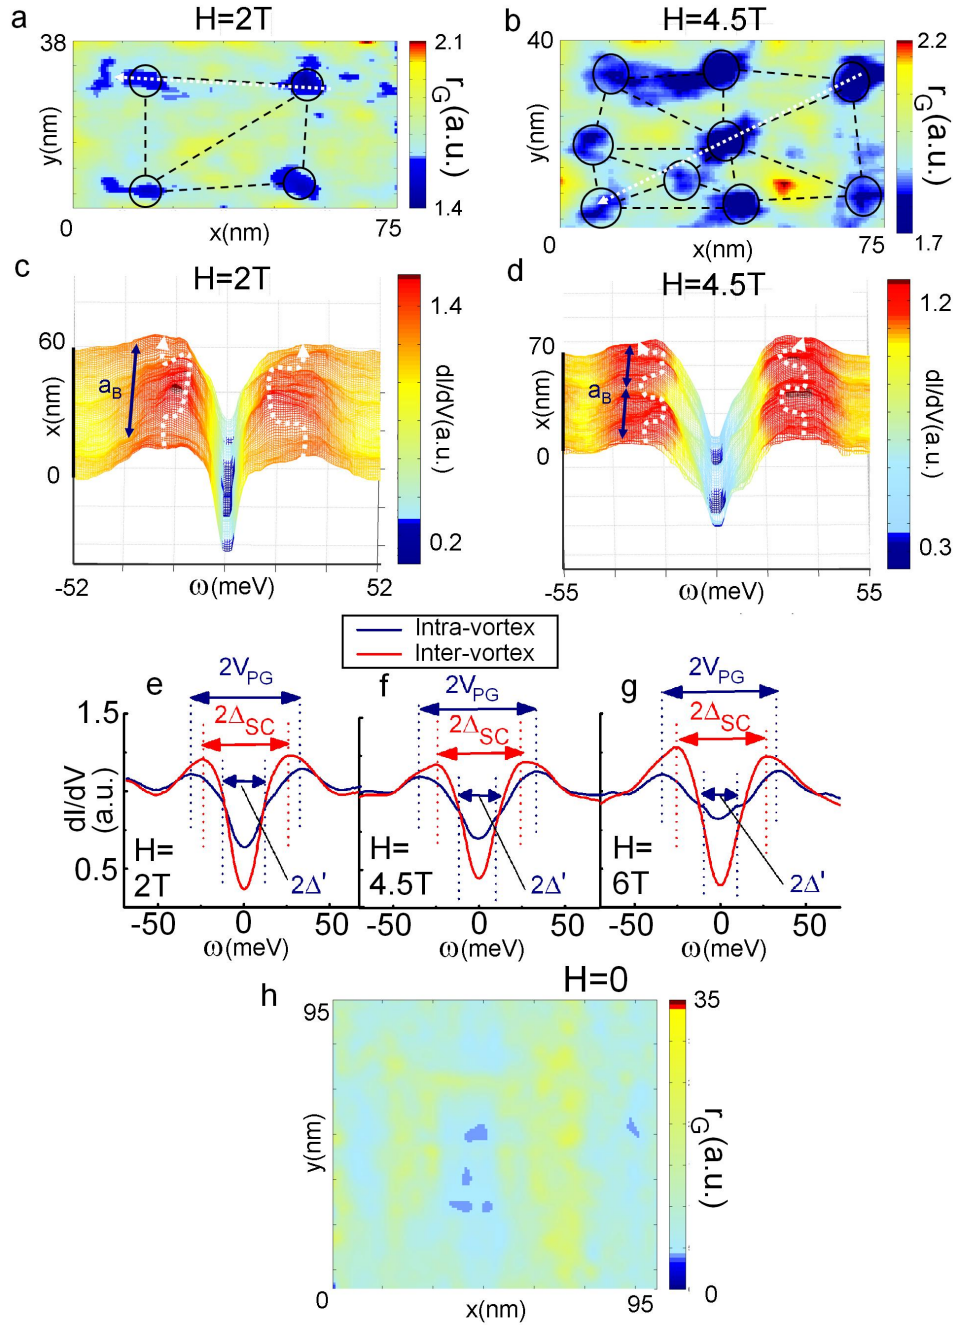 a
H=2T
38
y(nm)
0
x(nm)
75
2.1
r_G(a.u.)
1.4
b
H=4.5T
40
y(nm)
0
x(nm)
75
2.2
r_G(a.u.)
1.7
c
H=2T
60
x(nm)
0
a_B
-52
ω(meV)
52
1.4
dI/dV(a.u.)
0.2
d
H=4.5T
70
x(nm)
0
a_B
-55
ω(meV)
55
1.2
dI/dV(a.u.)
0.3
Intra-vortex
Inter-vortex
e
2V_PG
2Δ_SC
1.5
dI/dV
(a.u.)
0.5
H=
2T
2Δ'
-50 0 50
ω(meV)
f
2V_PG
2Δ_SC
H=
4.5T
2Δ'
-50 0 50
ω(meV)
g
2V_PG
2Δ_SC
H=
6T
2Δ'
-50 0 50
ω(meV)
h
H=0
95
y(nm)
0
x(nm)
95
35
r_G(a.u.)
0